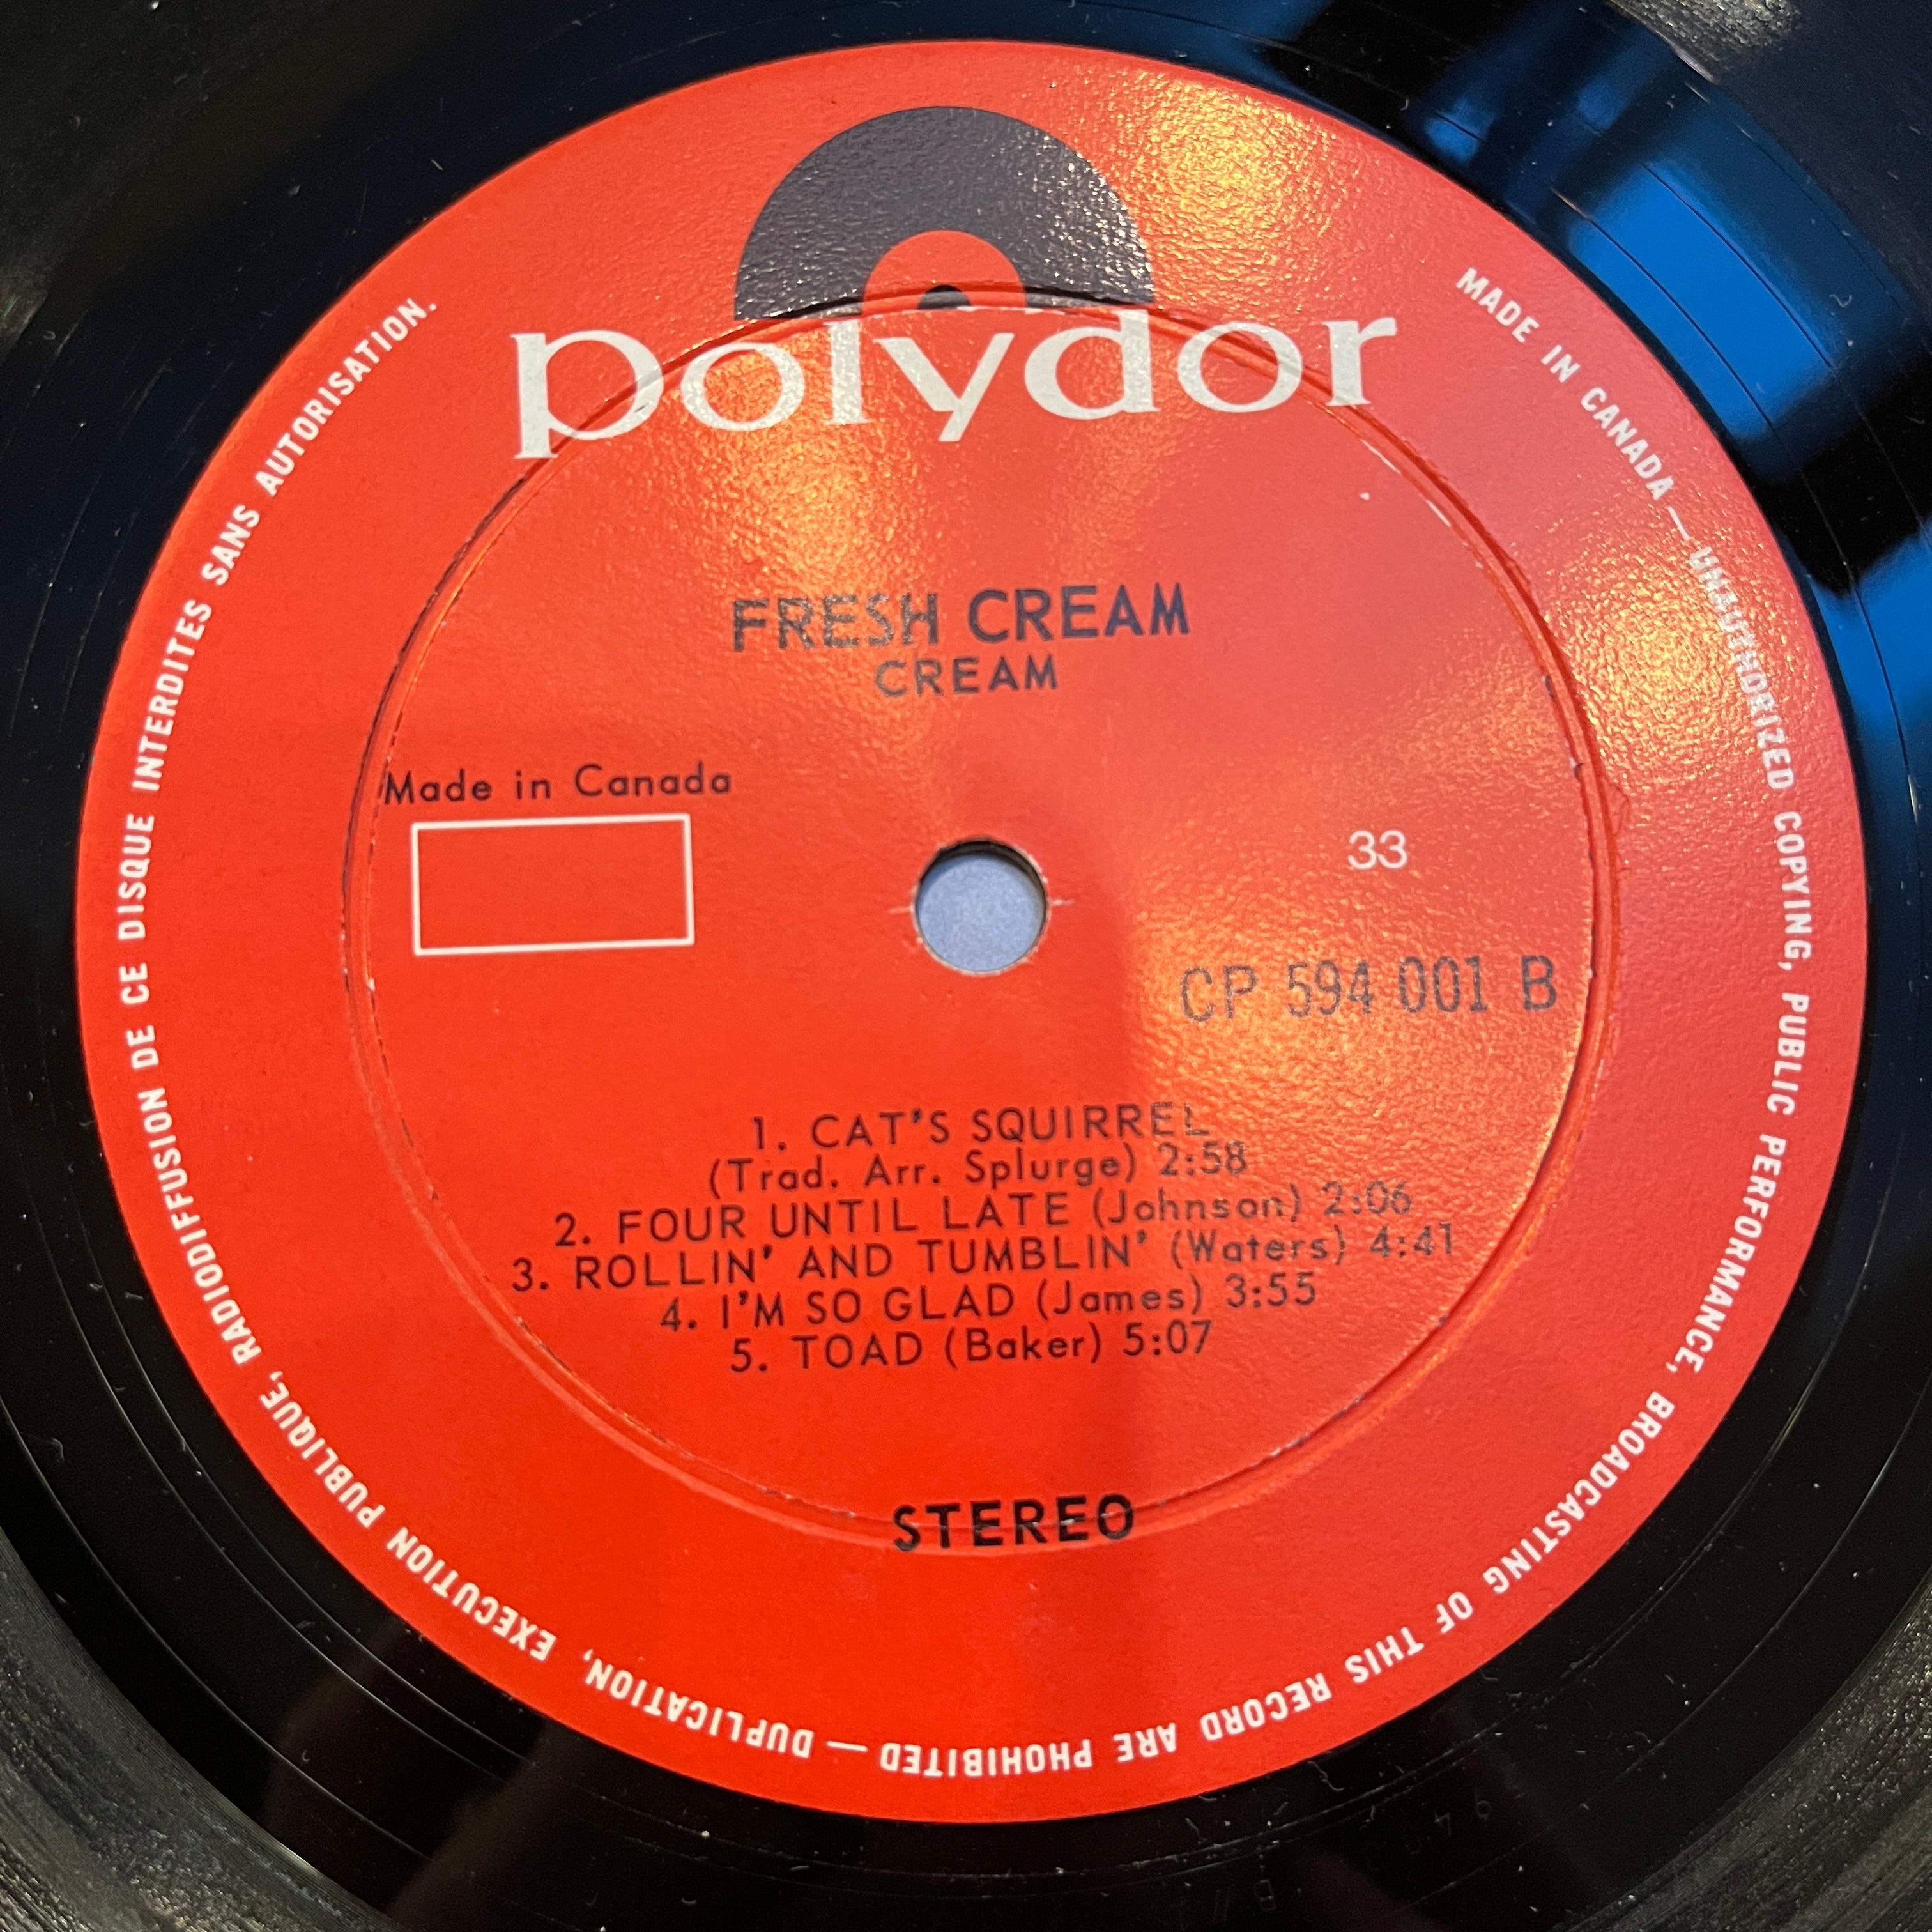 polydor
FRESH CREAM
CREAM
Made in Canada
33
CP 594 001 B
1. CAT'S SQUIRREL
(Trad. Arr. Splurge) 2:58
2. FOUR UNTIL LATE (Johnson) 2:06
3. ROLLIN' AND TUMBLIN' (Waters) 4:41
4. I'M SO GLAD (James) 3:55
5. TOAD (Baker) 5:07
STEREO
MADE IN CANADA — UNAUTHORIZED COPYING, PUBLIC PERFORMANCE, BROADCASTING OF THIS RECORD ARE PROHIBITED — DUPLICATION, EXECUTION PUBLIQUE, RADIODIFFUSION DE CE DISQUE INTERDITES SANS AUTORISATION.